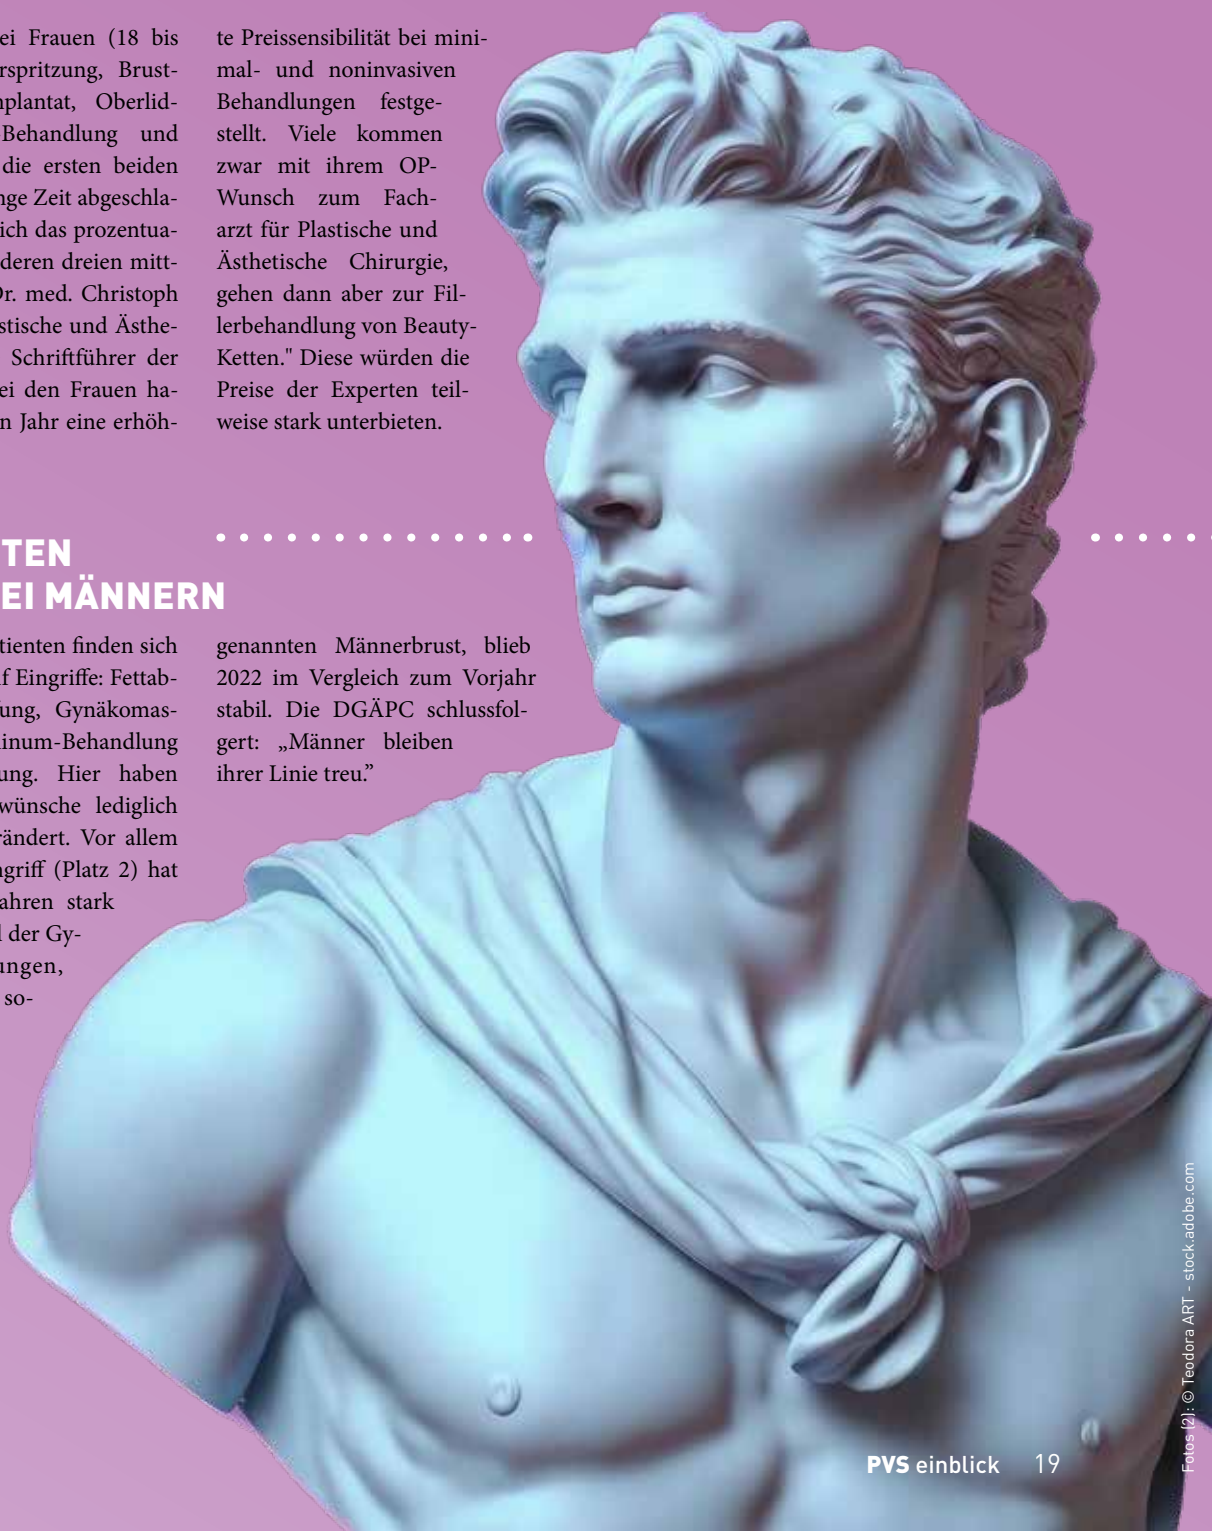 ei Frauen (18 bis
rspritzung, Brust-
nplantat, Oberlid-
Behandlung und
die ersten beiden
nge Zeit abgeschla-
ich das prozentua-
deren dreien mitt-
Dr. med. Christoph
stische und Ästhe-
Schriftführer der
ei den Frauen ha-
n Jahr eine erhöh-
te Preissensibilität bei mini-
mal- und noninvasiven
Behandlungen festge-
stellt. Viele kommen
zwar mit ihrem OP-
Wunsch zum Fach-
arzt für Plastische und
Ästhetische Chirurgie,
gehen dann aber zur Fil-
lerbehandlung von Beauty-
Ketten." Diese würden die
Preise der Experten teil-
weise stark unterbieten.
TEN
EI MÄNNERN
tienten finden sich
nf Eingriffe: Fettab-
fung, Gynäkomas-
linum-Behandlung
ung. Hier haben
wünsche lediglich
rändert. Vor allem
ngriff (Platz 2) hat
ahren stark
l der Gy-
ungen,
so-
genannten Männerbrust, blieb
2022 im Vergleich zum Vorjahr
stabil. Die DGÄPC schlussfol-
gert: „Männer bleiben
ihrer Linie treu.”
Fotos (2): © Teodora ART - stock.adobe.com
PVS einblick 19